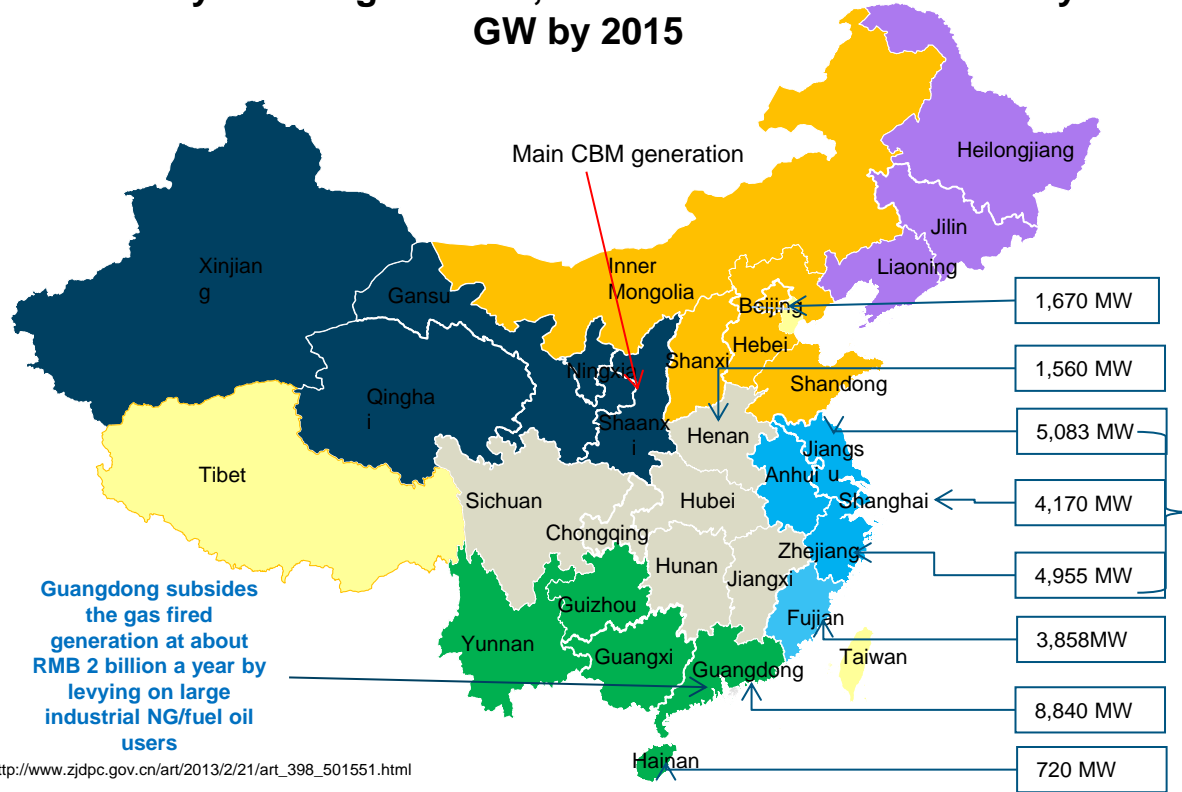 GW by 2015
Main CBM generation
Heilongjiang
Jilin
Liaoning
Xinjian
g
Gansu
Inner
Mongolia
Beijing
Hebei
Shanxi
Shandong
Ningxia
Qingha
i
Shaanx
i
Henan
Jiangs
u
Anhui
Tibet
Sichuan
Hubei
Shanghai
Chongqing
Zhejiang
Hunan
Jiangxi
Guizhou
Fujian
Yunnan
Guangxi
Guangdong
Taiwan
Hainan
1,670 MW
1,560 MW
5,083 MW
4,170 MW
4,955 MW
3,858MW
8,840 MW
720 MW
Guangdong subsides
the gas fired
generation at about
RMB 2 billion a year by
levying on large
industrial NG/fuel oil
users
ttp://www.zjdpc.gov.cn/art/2013/2/21/art_398_501551.html